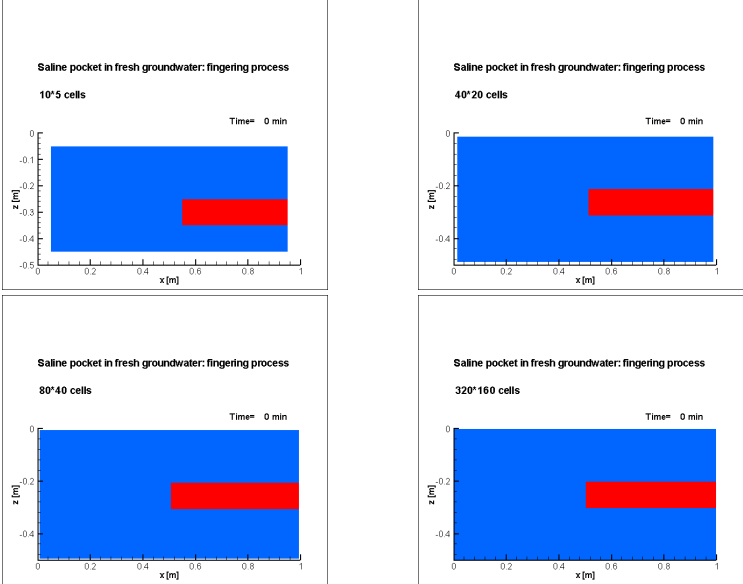 Saline pocket in fresh groundwater: fingering process
10*5 cells
Time= 0 min
0
-0.1
-0.2
-0.3
-0.4
-0.5
z [m]
0 0.2 0.4 0.6 0.8 1
x [m]
Saline pocket in fresh groundwater: fingering process
40*20 cells
Time= 0 min
0
-0.2
-0.4
z [m]
0 0.2 0.4 0.6 0.8 1
x [m]
Saline pocket in fresh groundwater: fingering process
80*40 cells
Time= 0 min
0
-0.2
-0.4
z [m]
0 0.2 0.4 0.6 0.8 1
x [m]
Saline pocket in fresh groundwater: fingering process
320*160 cells
Time= 0 min
0
-0.2
-0.4
z [m]
0 0.2 0.4 0.6 0.8 1
x [m]